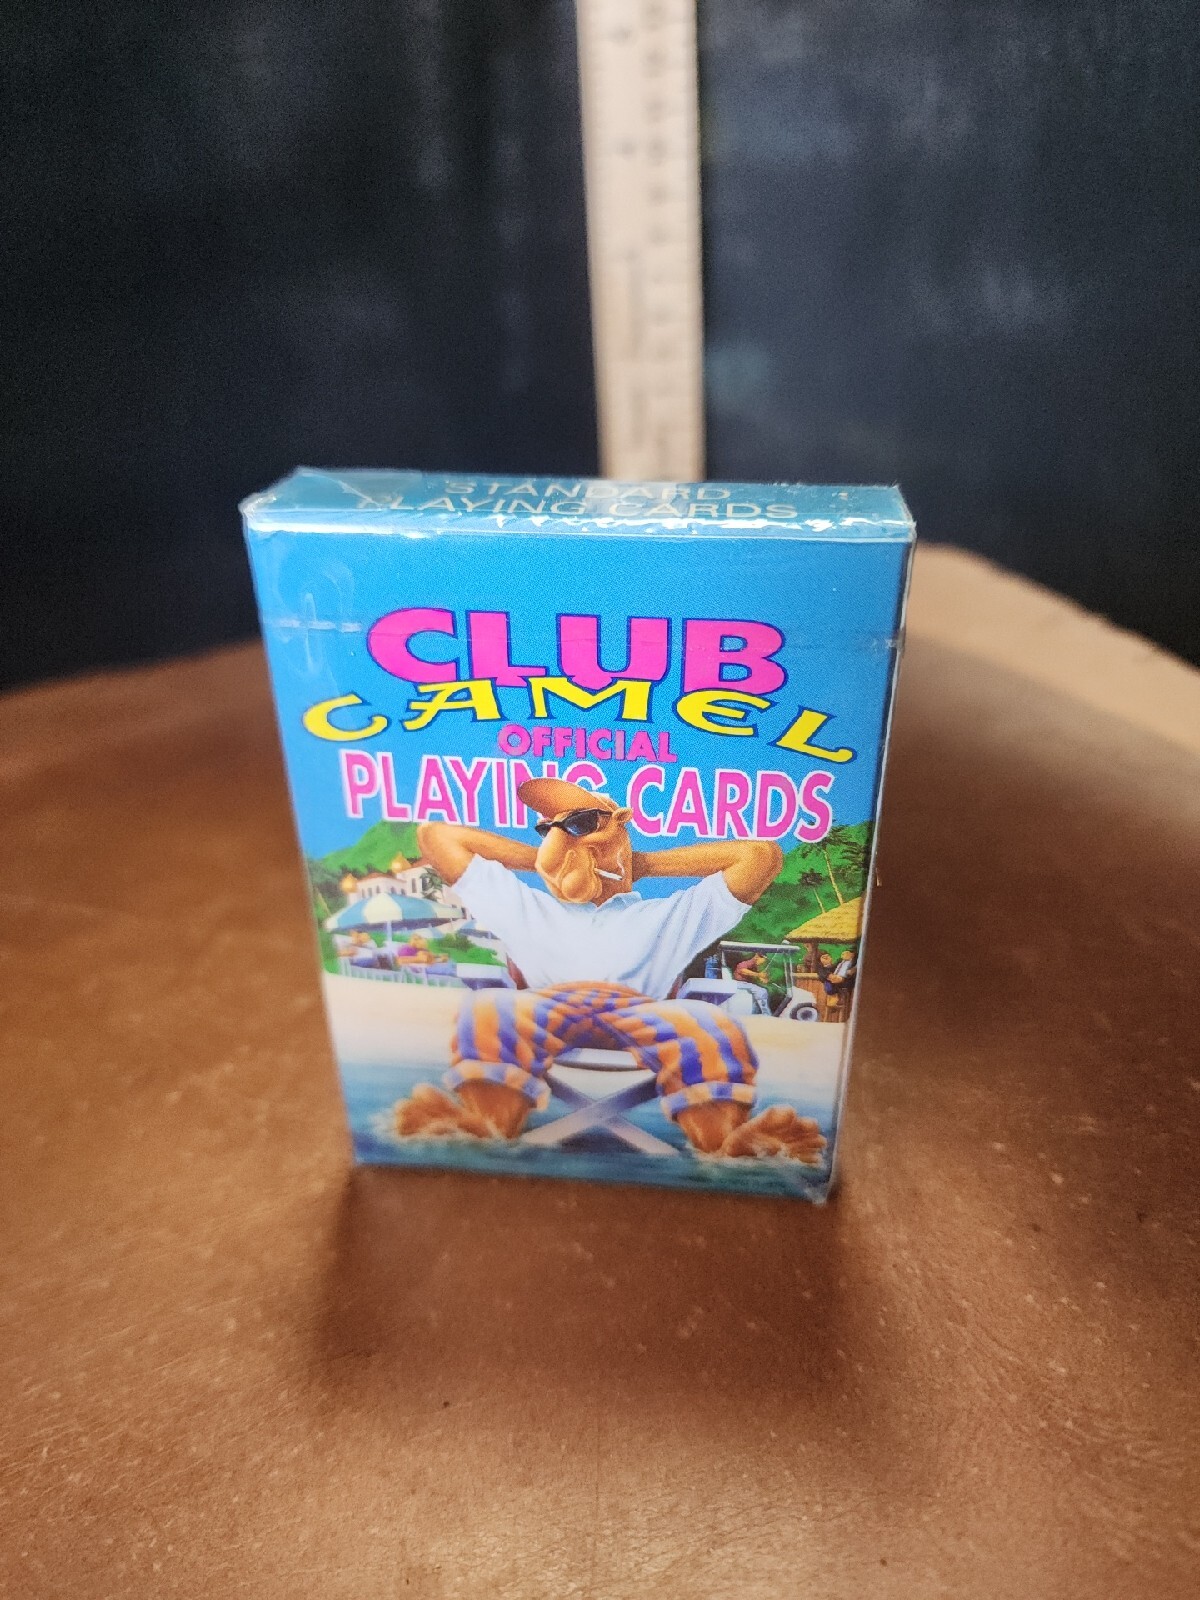 STANDARD
PLAYING CARDS
CLUB
CAMEL
OFFICIAL
PLAYING CARDS